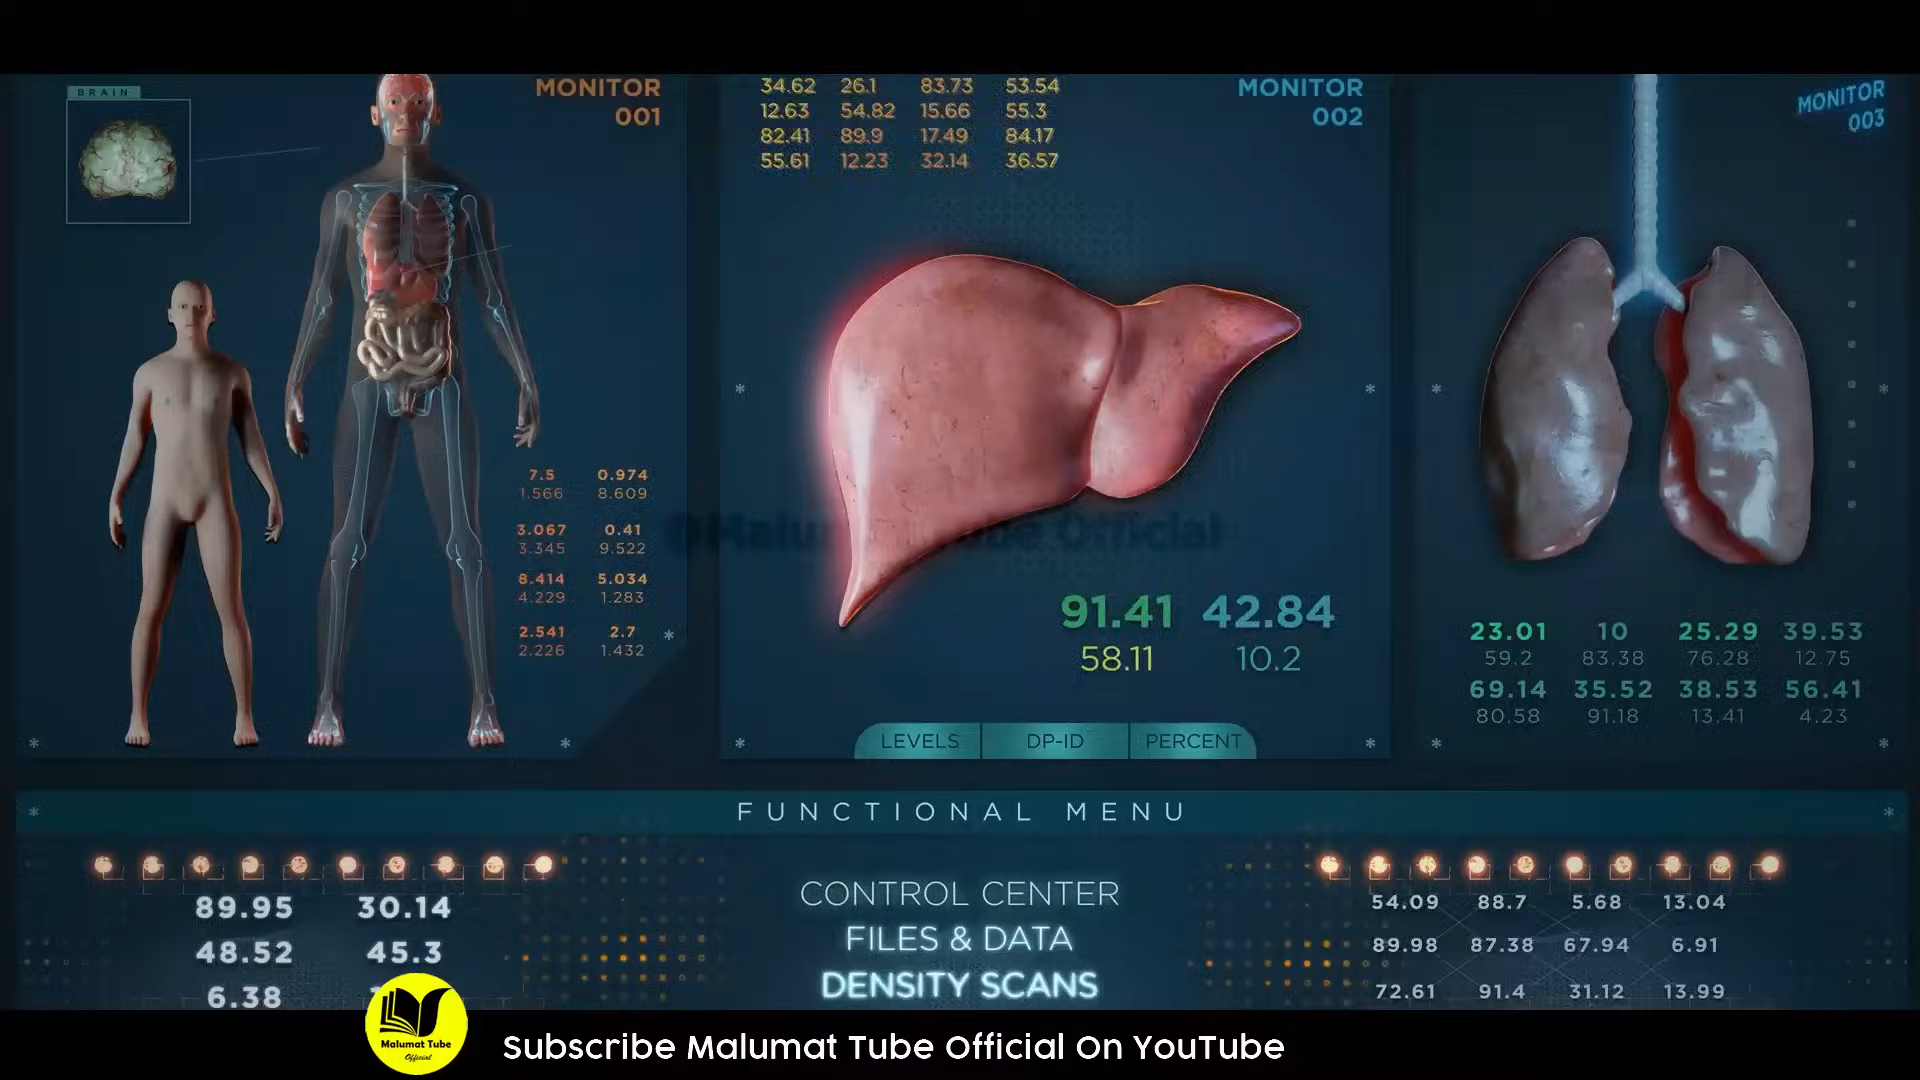 BRAIN
MONITOR
001
7.5 0.974
1.566 8.609
3.067 0.41
3.345 9.522
8.414 5.034
4.229 1.283
2.541 2.7
2.226 1.432
34.62 26.1 83.73 53.54
12.63 54.82 15.66 55.3
82.41 89.9 17.49 84.17
55.61 12.23 32.14 36.57
MONITOR
002
91.41 42.84
58.11 10.2
LEVELS DP-ID PERCENT
MONITOR
003
23.01 10 25.29 39.53
59.2 83.38 76.28 12.75
69.14 35.52 38.53 56.41
80.58 91.18 13.41 4.23
FUNCTIONAL MENU
89.95 30.14
48.52 45.3
6.38
CONTROL CENTER
FILES & DATA
DENSITY SCANS
54.09 88.7 5.68 13.04
89.98 87.38 67.94 6.91
72.61 91.4 31.12 13.99
Malumat Tube
Official
Subscribe Malumat Tube Official On YouTube